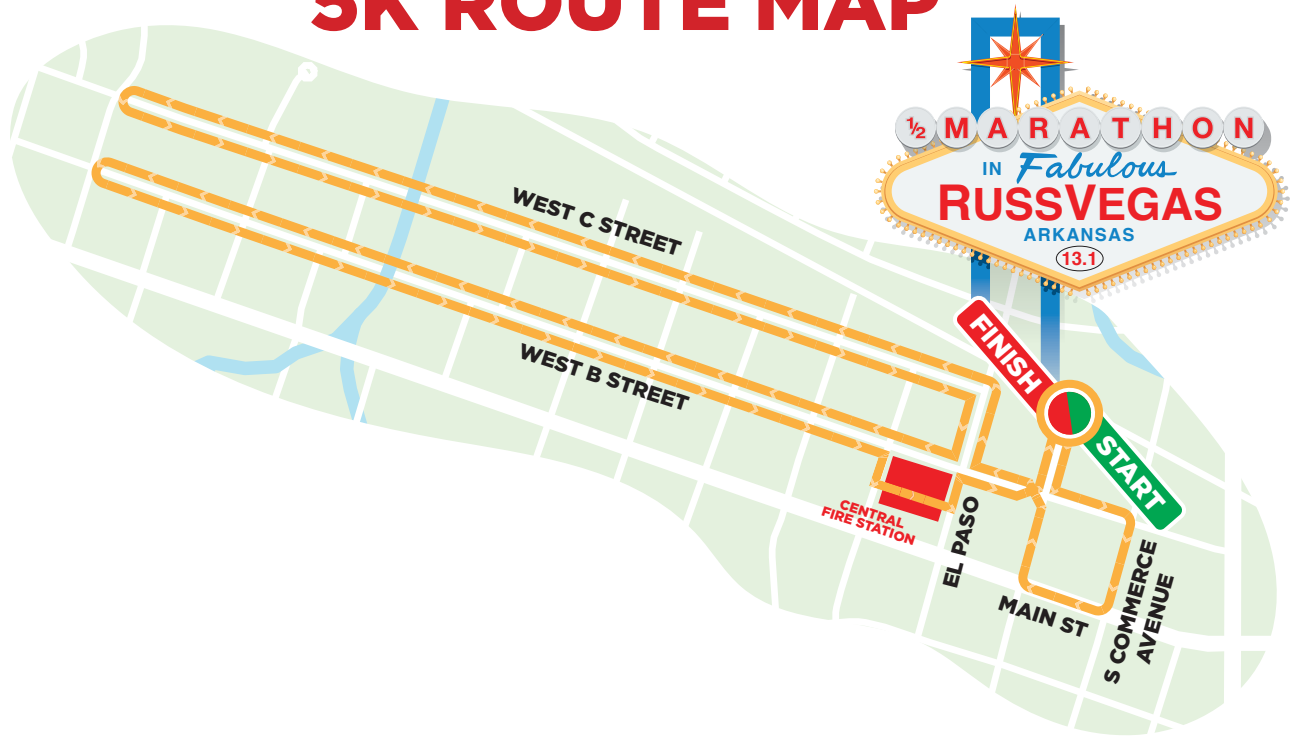 5K ROUTE MAP
½ MARATHON
IN Fabulous
RUSSVEGAS
ARKANSAS
13.1
WEST C STREET
FINISH
WEST B STREET
START
CENTRAL
FIRE STATION
EL PASO
MAIN ST
S COMMERCE
AVENUE